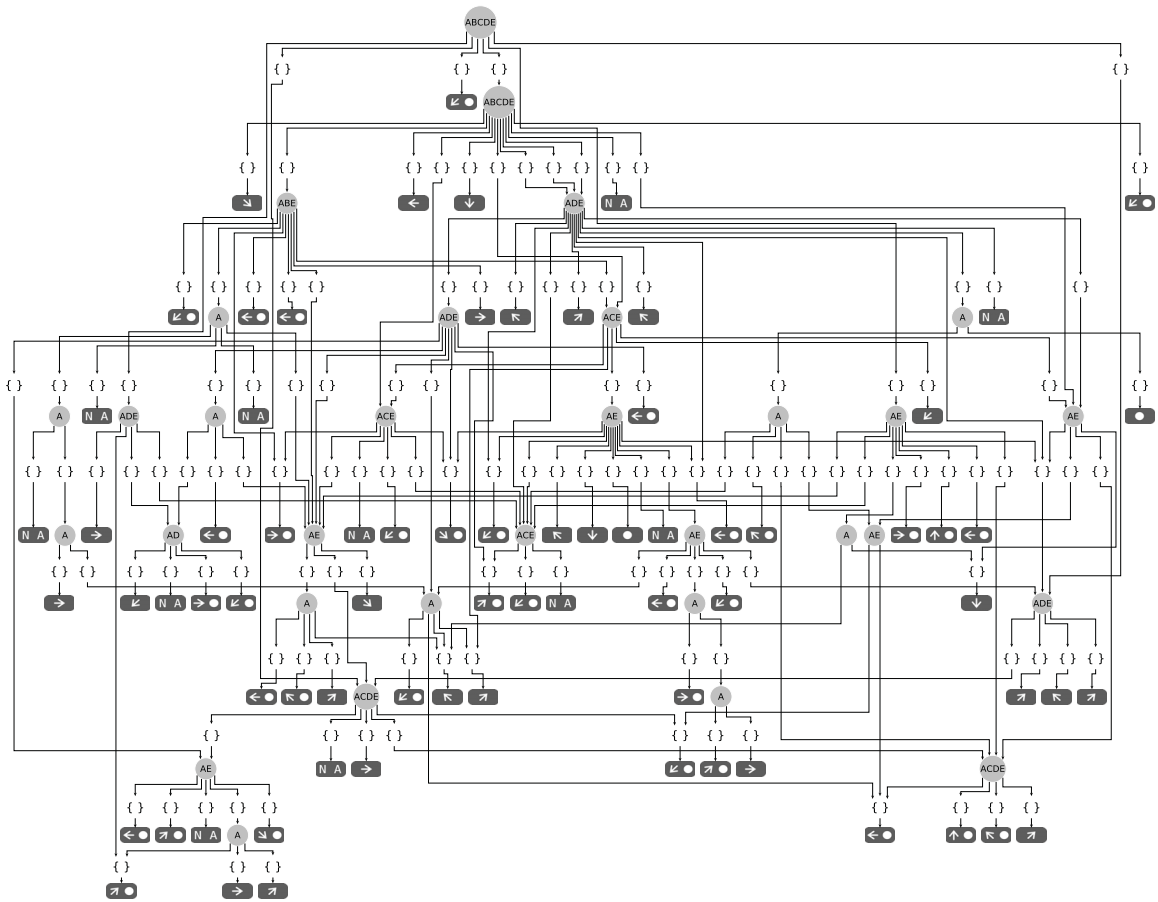 ABCDE
{ } { } { } { }
ABCDE
{ } { } { } { } { } { } { } { } { } { } { }
ABE ADE N A
{ } { } { } { } { } { } { } { } { } { } { } { } { } { } { } { }
A ADE ACE A N A
{ } { } { } { } { } { } { } { } { } { } { } { } { } { } { } { } { }
A N A ADE A N A ACE AE A AE AE
{ } { } { } { } { } { } { } { } { } { } { } { } { } { } { } { } { } { } { } { } { } { } { } { } { } { } { } { } { } { } { } { } { }
N A A AD AE N A ACE N A AE A AE
{ } { } { } { } { } { } { } { } { } { } { } { } { } { } { } { } { }
N A A A N A A ADE
{ } { } { } { } { } { } { } { } { } { } { } { }
ACDE A
{ } { } { } { } { } { } { }
AE N A ACDE
{ } { } { } { } { } { } { } { } { }
N A A
{ } { } { }